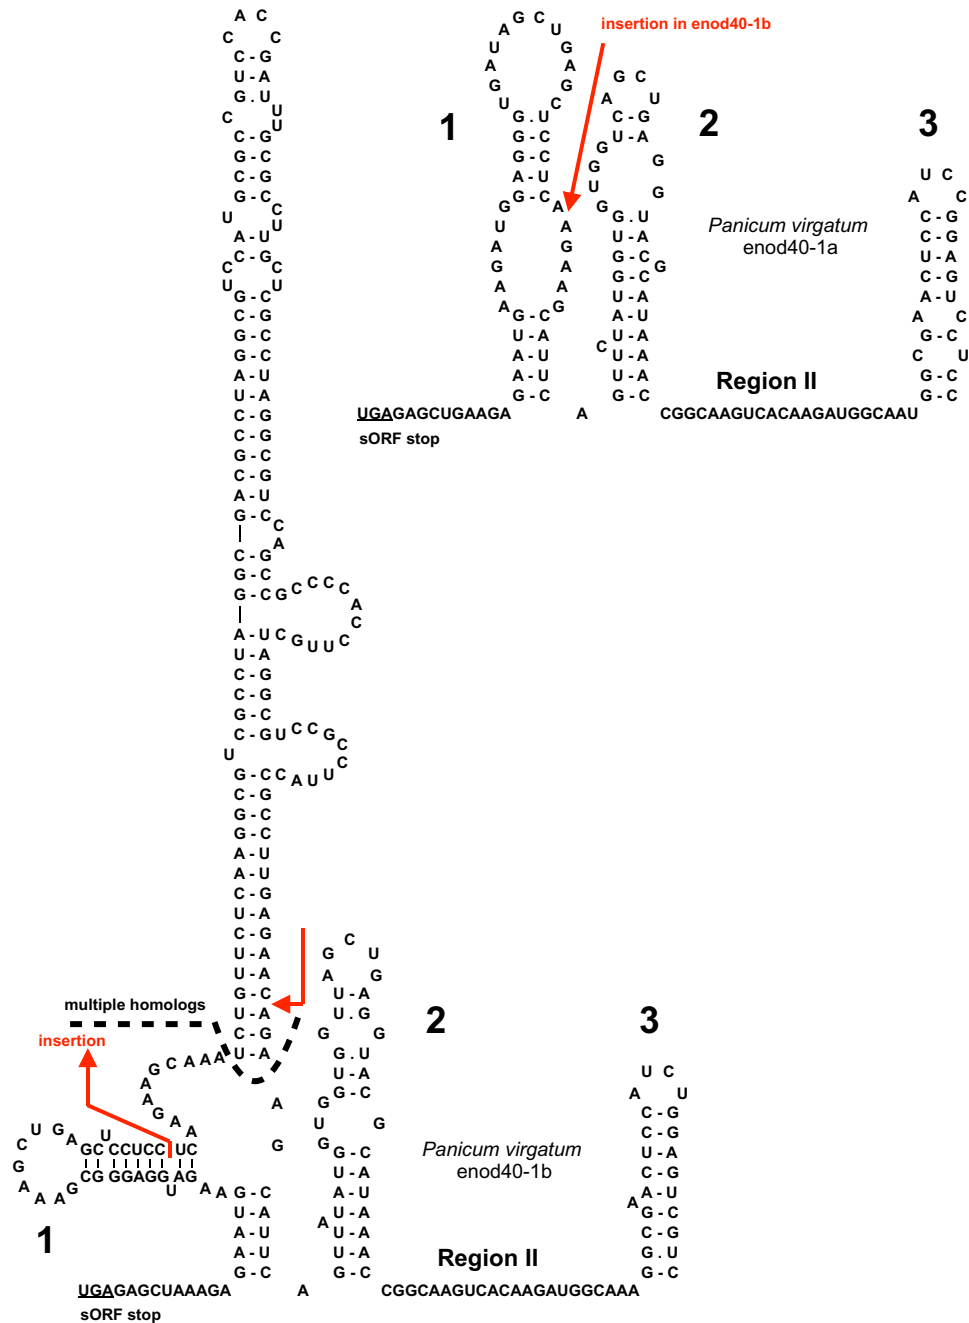 A C
C C
C - G
U - A
G - U U
C U
C - G
G - C
C - G
G - C C
U U
A - U
C - G
C C
U U
G - C
C - G
G - C
G - C
A - U
U - A
C - G
C - G
G - C
C - G
A - U
G - C C
A
C - G
G - C
G - C G C C C C
A
C
A - U C G U U C
U - A
C - G
C - G
G - C
C - G U C C G
C
U C
G - C C A U U
C - G
G - C
G - C
A - U
A - U
C - G
U - A
C - G
U - A
U - A
G - C
U - A
C - G
U - A
insertion in enod40-1b
1
G C
A U
U G
A A
G G
U C
G . U
G - C
G - C
G - C
A - U
G - C
G A
U A
G G
A A
A A
A G
G - C
U - A
A - U
A - U
G - C
2
G C
A U
C - G
U - A
G G
G G
U
G
G . U
U - A
G - C
G - C G
U - A
A - U
U - A
C
U - A
U - A
G - C
3
U C
A C
C - G
C - G
U - A
C - G
A - U
A C
G - C
C U
G - C
G - C
Panicum virgatum
enod40-1a
Region II
UGAGAGCUGAAGA A CGGCAAGUCACAAGAUGGCAAU
sORF stop
multiple homologs
insertion
G C A A A
A
A
G
A A
A
C U G A G C U C C U C C U C
G
A
A A A G C G G G A G G U A G A A
1
A
G
G - C
U - A
A - U
A - U
G - C
2
C
G U
A G
U - A
U . G
G G
G - U
G - A
G - C
G
U G
G
U - A
U - A
A - U
A
U - A
U - A
G - C
3
U C
A U
C - G
C - G
U - A
C - G
A - U
A
G - C
C - G
G - U
G - C
Panicum virgatum
enod40-1b
Region II
UGAGAGCUAAAGA A CGGCAAGUCACAAGAUGGCAAA
sORF stop